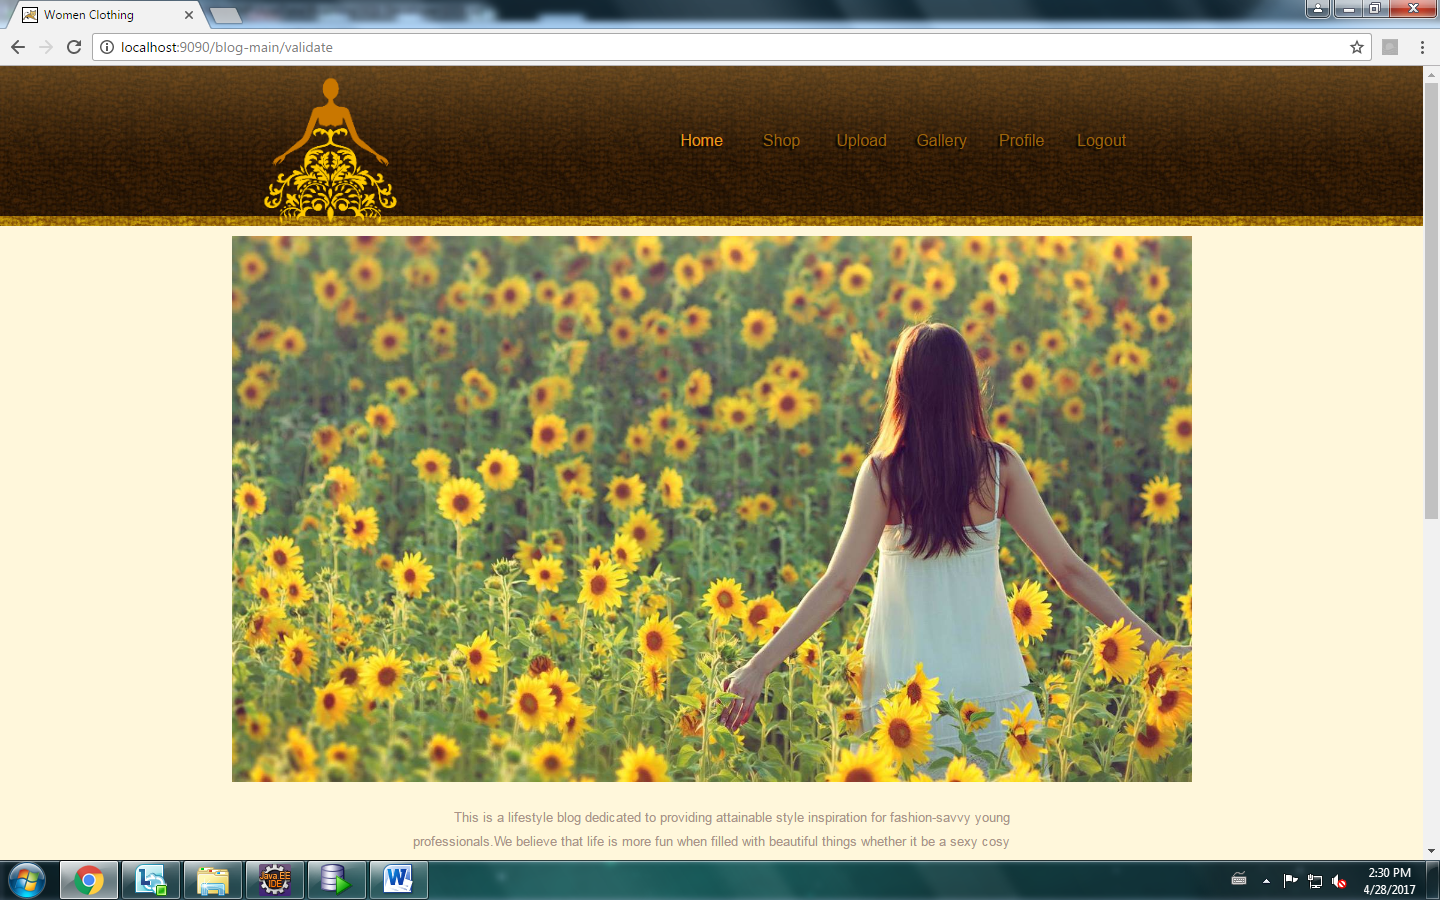 Women Clothing
localhost:9090/blog-main/validate
Home Shop Upload Gallery Profile Logout
This is a lifestyle blog dedicated to providing attainable style inspiration for fashion-savvy young
professionals.We believe that life is more fun when filled with beautiful things whether it be a sexy cosy
Java EE
IDE
2:30 PM
4/28/2017